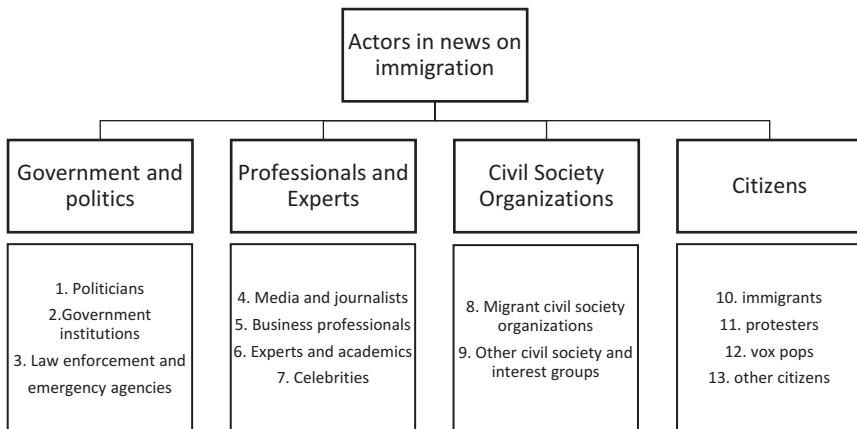 Actors in news on
immigration
Government and
politics
Professionals and
Experts
Civil Society
Organizations
Citizens
1. Politicians
2.Government
institutions
3. Law enforcement and
emergency agencies
4. Media and journalists
5. Business professionals
6. Experts and academics
7. Celebrities
8. Migrant civil society
organizations
9. Other civil society and
interest groups
10. immigrants
11. protesters
12. vox pops
13. other citizens